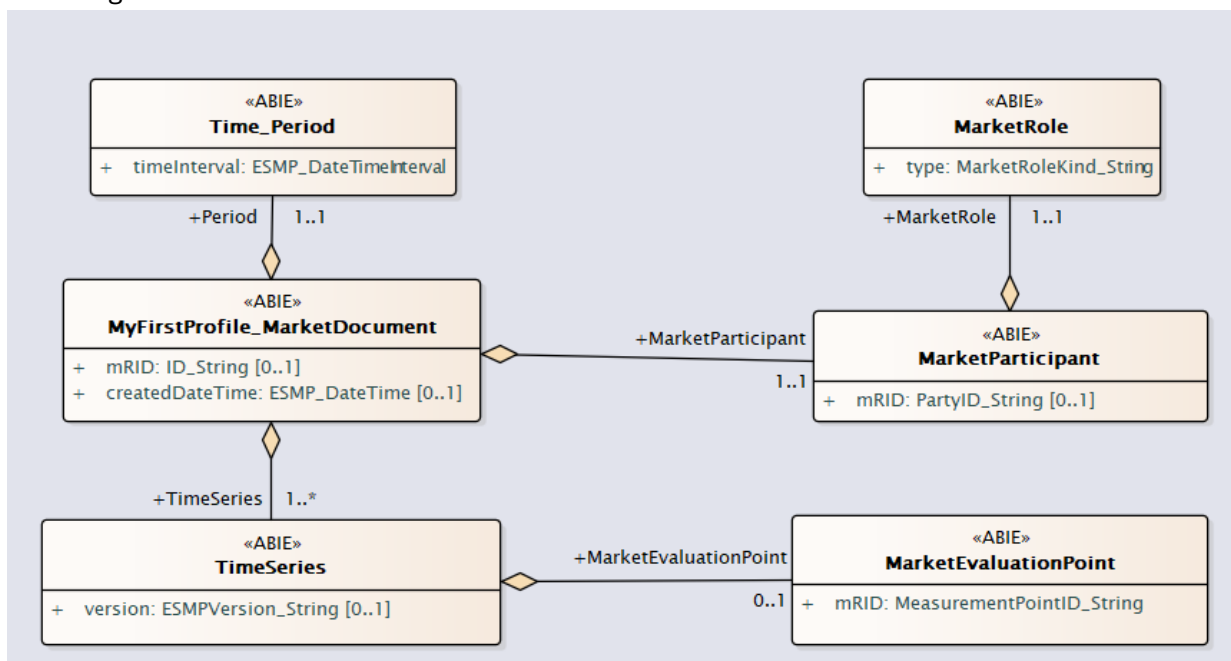 «ABIE»
Time_Period
+ timeInterval: ESMP_DateTimeInterval
«ABIE»
MarketRole
+ type: MarketRoleKind_String
+Period 1..1
+MarketRole 1..1
«ABIE»
MyFirstProfile_MarketDocument
+ mRID: ID_String [0..1]
+ createdDateTime: ESMP_DateTime [0..1]
+MarketParticipant
1..1
«ABIE»
MarketParticipant
+ mRID: PartyID_String [0..1]
+TimeSeries 1..*
«ABIE»
TimeSeries
+ version: ESMPVersion_String [0..1]
+MarketEvaluationPoint
0..1
«ABIE»
MarketEvaluationPoint
+ mRID: MeasurementPointID_String